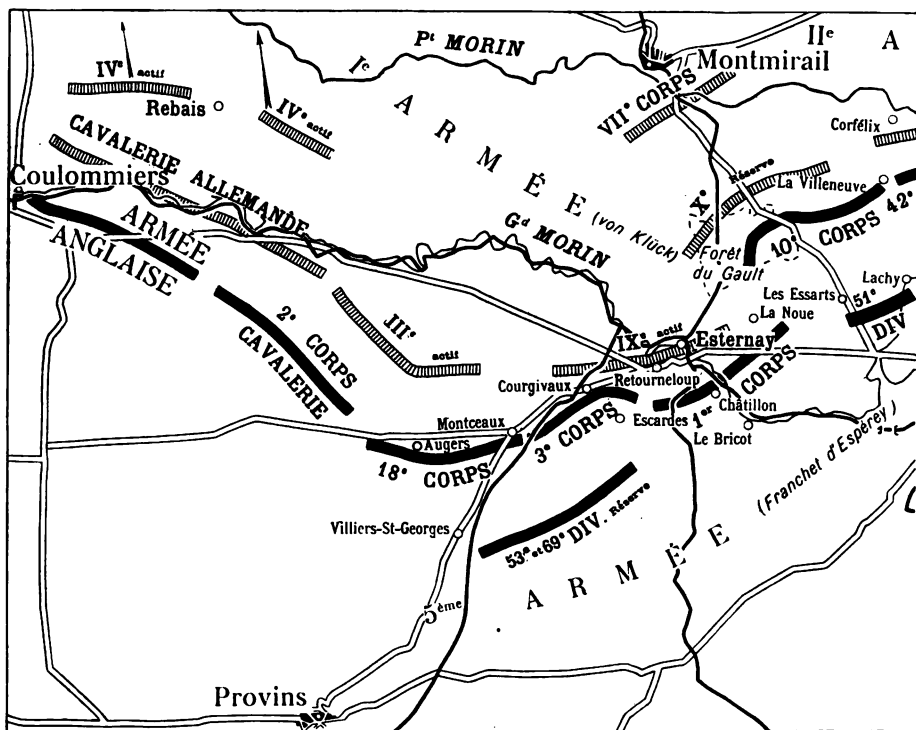 Pt MORIN
IIe A
Montmirail
IVe actif
Rebais
Ie ARMÉE (von Klück)
IVe actif
VIIe CORPS
Corfélix
CAVALERIE ALLEMANDE
Coulommiers
Xe Réserve
La Villeneuve
ARMÉE
ANGLAISE
Gd MORIN
Forêt
du Gault
10e CORPS 42e
Lachy
Les Essarts
51e
DIV
La Noue
2e CORPS
CAVALERIE
IIIe actif
IXe actif
Esternay
Retourneloup
Courgivaux
1er CORPS
Châtillon
Escardes
Le Bricot
Montceaux
3e CORPS
Augers
18e CORPS
(Franchet d'Espérey)
53e et 69e DIV. Réserve
Villiers-St-Georges
5ème ARMÉE
Provins